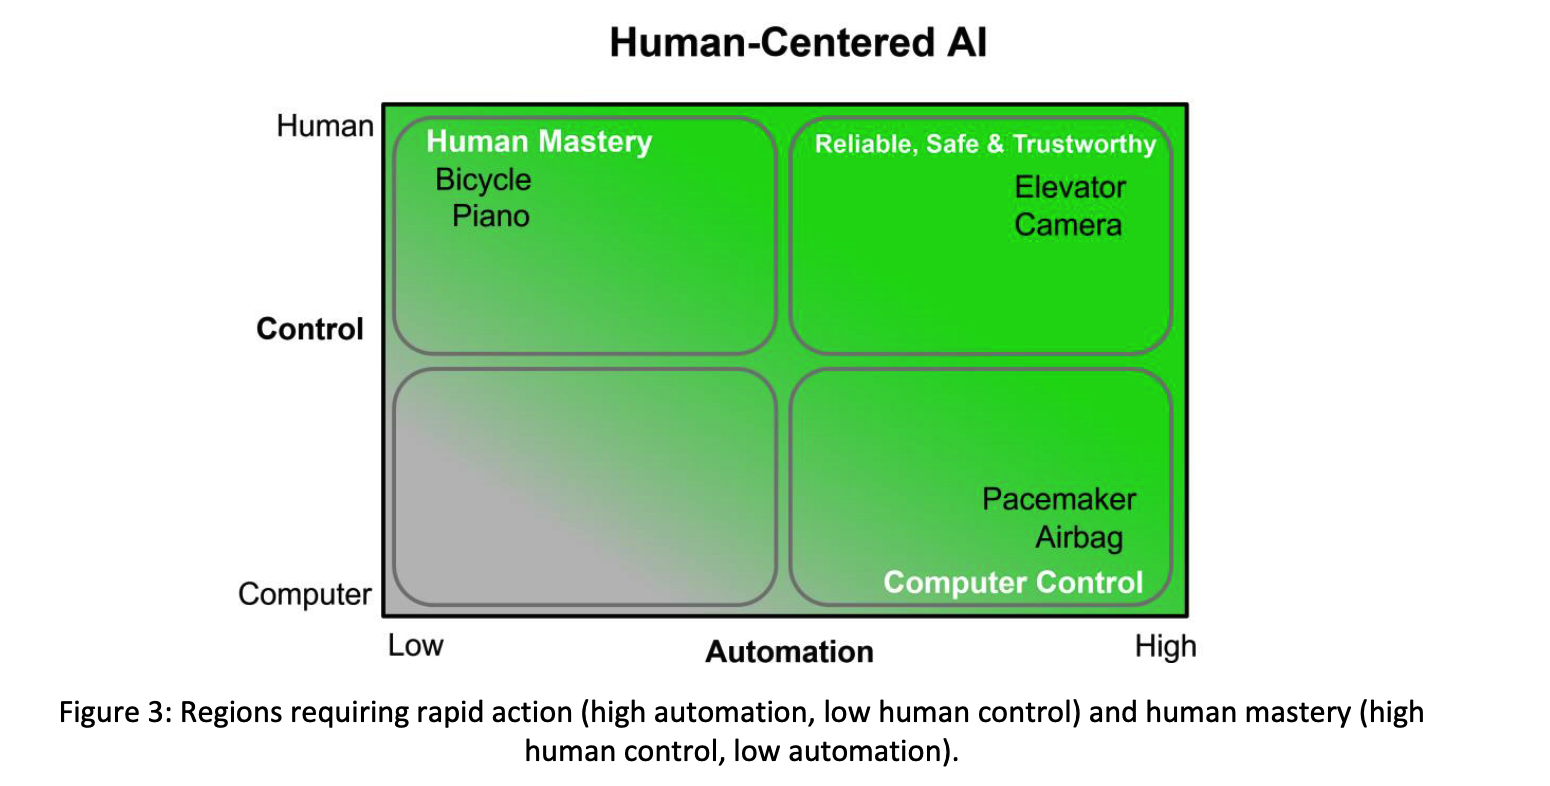 Human-Centered AI
Human
Human Mastery
Bicycle
Piano
Reliable, Safe & Trustworthy
Elevator
Camera
Control
Pacemaker
Airbag
Computer Control
Computer
Low
Automation
High
Figure 3: Regions requiring rapid action (high automation, low human control) and human mastery (high
human control, low automation).